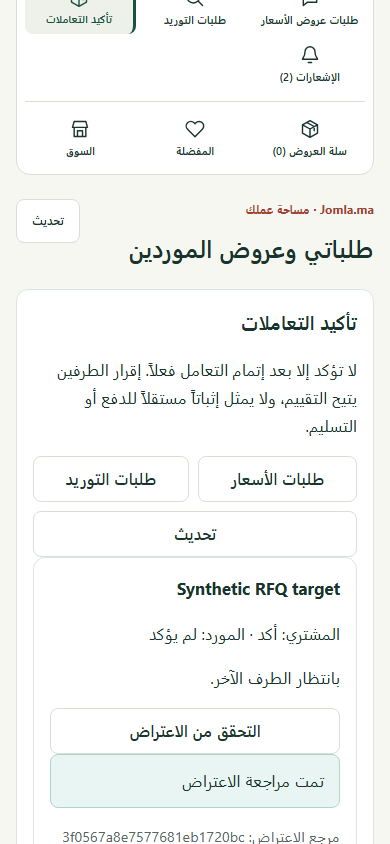 طلبات عروض الأسعار
طلبات التوريد
تأكيد التعاملات
الإشعارات (2)
سلة العروض (0)
المفضلة
السوق
Jomla.ma · مساحة عملك
طلباتي وعروض الموردين
تحديث
تأكيد التعاملات
لا تؤكد إلا بعد إتمام التعامل فعلاً. إقرار الطرفين
يتيح التقييم، ولا يمثل إثباتاً مستقلاً للدفع أو
التسليم.
طلبات الأسعار
طلبات التوريد
تحديث
Synthetic RFQ target
المشتري: أكد · المورد: لم يؤكد
بانتظار الطرف الآخر.
التحقق من الاعتراض
تمت مراجعة الاعتراض
مرجع الاعتراض: 3f0567a8e7577681eb1720bc